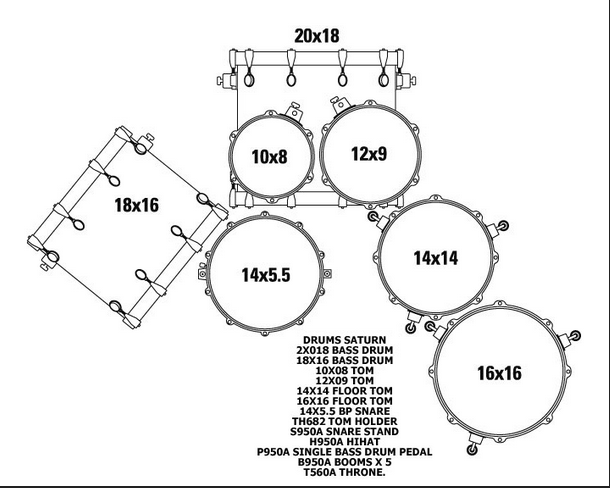 20x18
10x8
12x9
18x16
14x5.5
14x14
16x16
DRUMS SATURN
2X018 BASS DRUM
18X16 BASS DRUM
10X08 TOM
12X09 TOM
14X14 FLOOR TOM
16X16 FLOOR TOM
14X5.5 BP SNARE
TH682 TOM HOLDER
S950A SNARE STAND
H950A HIHAT
P950A SINGLE BASS DRUM PEDAL
B950A BOOMS X 5
T560A THRONE.